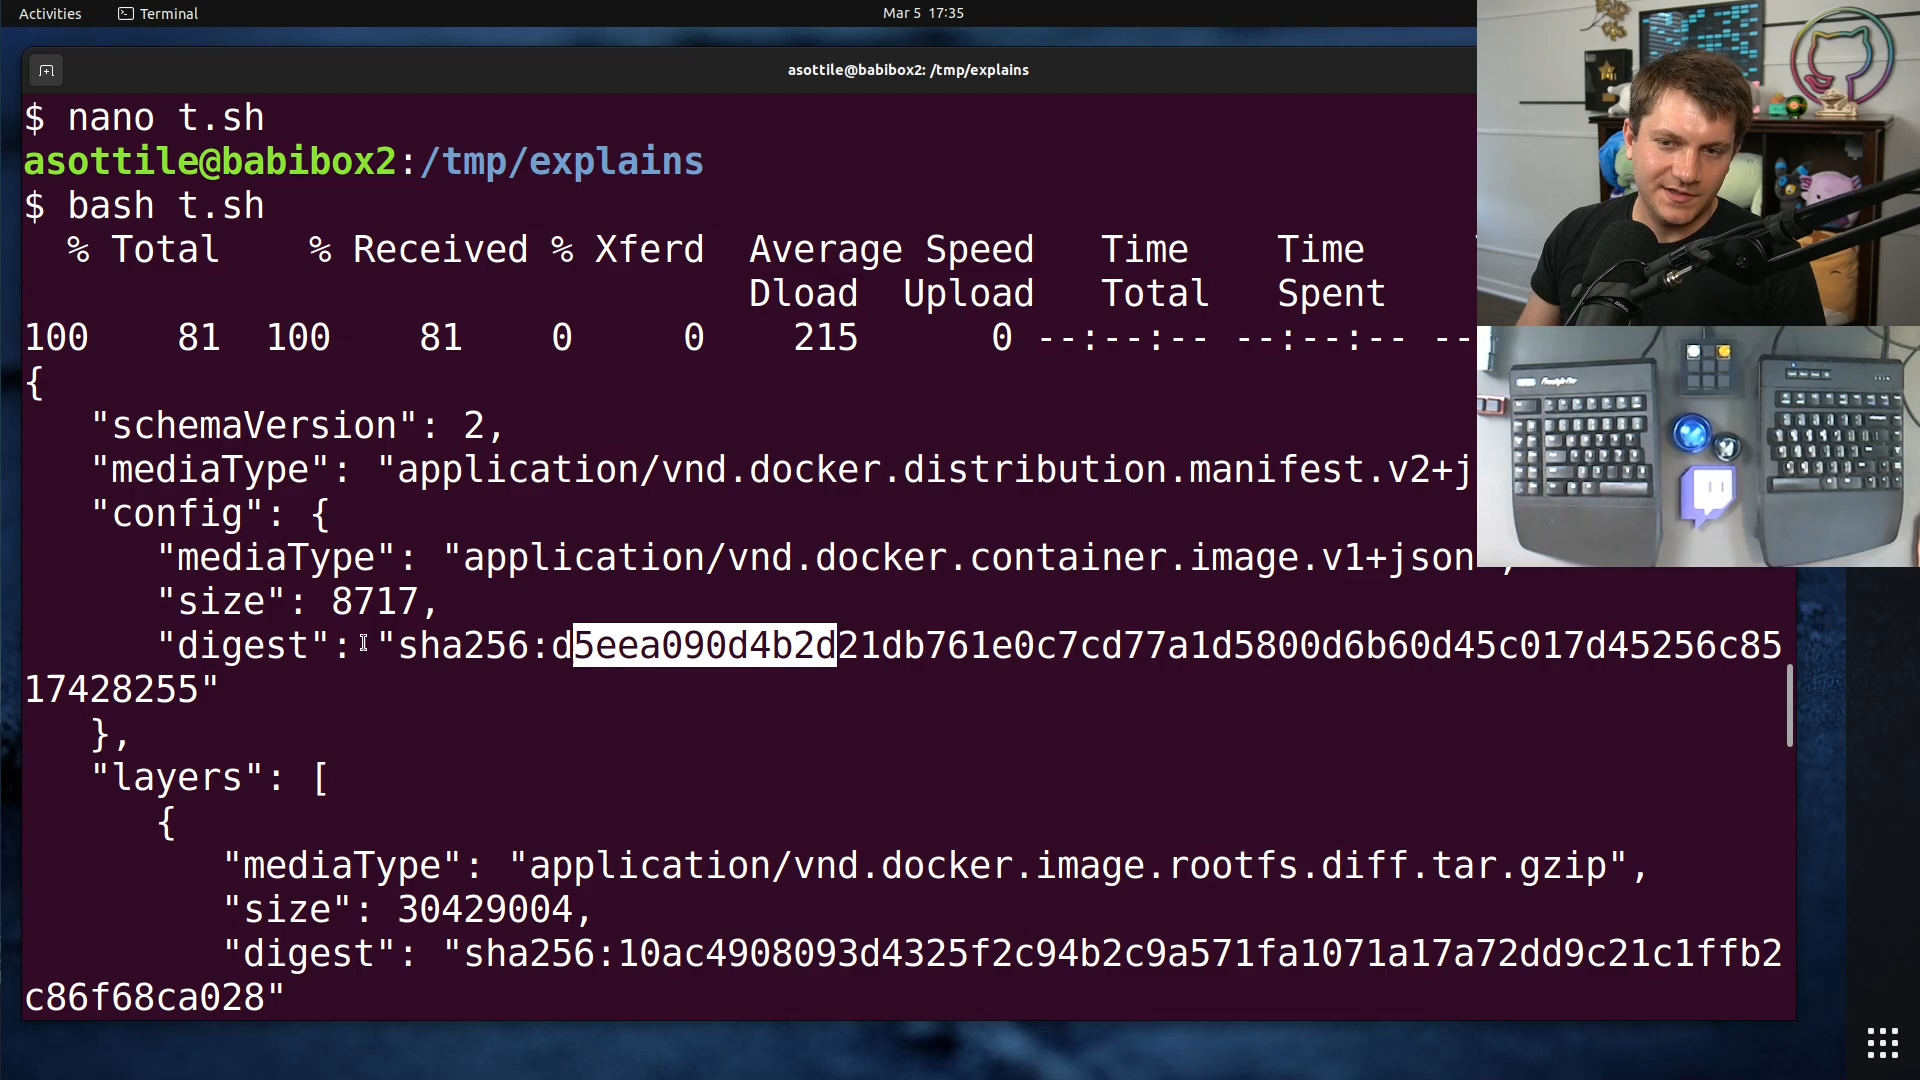 Activities
Terminal
Mar 5 17:35
asottile@babibox2: /tmp/explains
$ nano t.sh
asottile@babibox2:/tmp/explains
$ bash t.sh
% Total % Received % Xferd Average Speed Time Time
Dload Upload Total Spent
100 81 100 81 0 0 215 0 --:--:-- --:--:-- --
{
"schemaVersion": 2,
"mediaType": "application/vnd.docker.distribution.manifest.v2+j
"config": {
"mediaType": "application/vnd.docker.container.image.v1+json",
"size": 8717,
"digest": "sha256:d5eea090d4b2d21db761e0c7cd77a1d5800d6b60d45c017d45256c85
17428255"
},
"layers": [
{
"mediaType": "application/vnd.docker.image.rootfs.diff.tar.gzip",
"size": 30429004,
"digest": "sha256:10ac4908093d4325f2c94b2c9a571fa1071a17a72dd9c21c1ffb2
c86f68ca028"